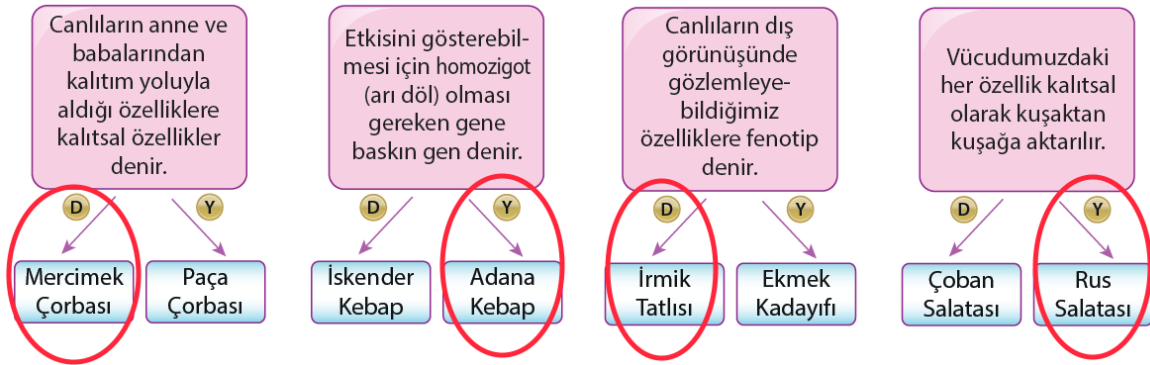 Canlıların anne ve
babalarından
kalıtım yoluyla
aldığı özelliklere
kalıtsal özellikler
denir.
D
Y
Mercimek
Çorbası
Paça
Çorbası
Etkisini gösterebil-
mesi için homozigot
(arı döl) olması
gereken gene
baskın gen denir.
D
Y
İskender
Kebap
Adana
Kebap
Canlıların dış
görünüşünde
gözlemleye-
bildiğimiz
özelliklere fenotip
denir.
D
Y
İrmik
Tatlısı
Ekmek
Kadayıfı
Vücudumuzdaki
her özellik kalıtsal
olarak kuşaktan
kuşağa aktarılır.
D
Y
Çoban
Salatası
Rus
Salatası